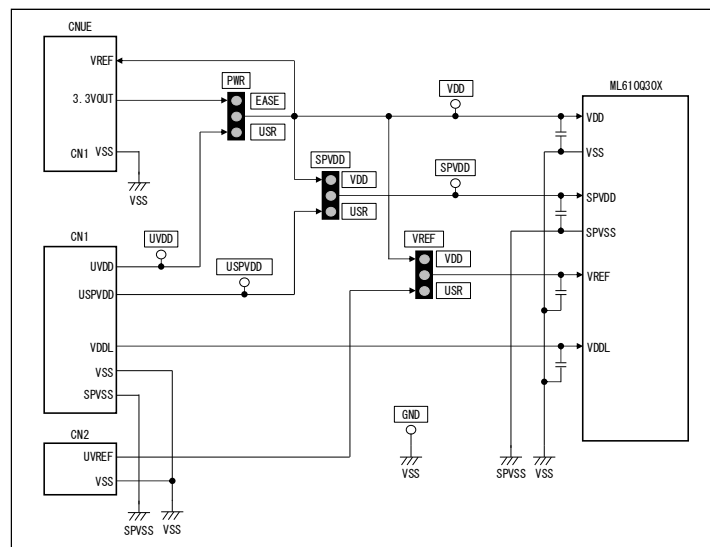 CNUE
VREF
3.3VOUT
CN1 VSS
VSS
PWR
EASE
USR
VDD
SPVDD
VDD
USR
SPVDD
VREF
VDD
USR
ML610Q30X
VDD
VSS
SPVDD
SPVSS
VREF
VDDL
CN1
UVDD
USPVDD
VDDL
VSS
SPVSS
UVDD
USPVDD
CN2
UVREF
VSS
SPVSS
VSS
GND
VSS
SPVSS
VSS